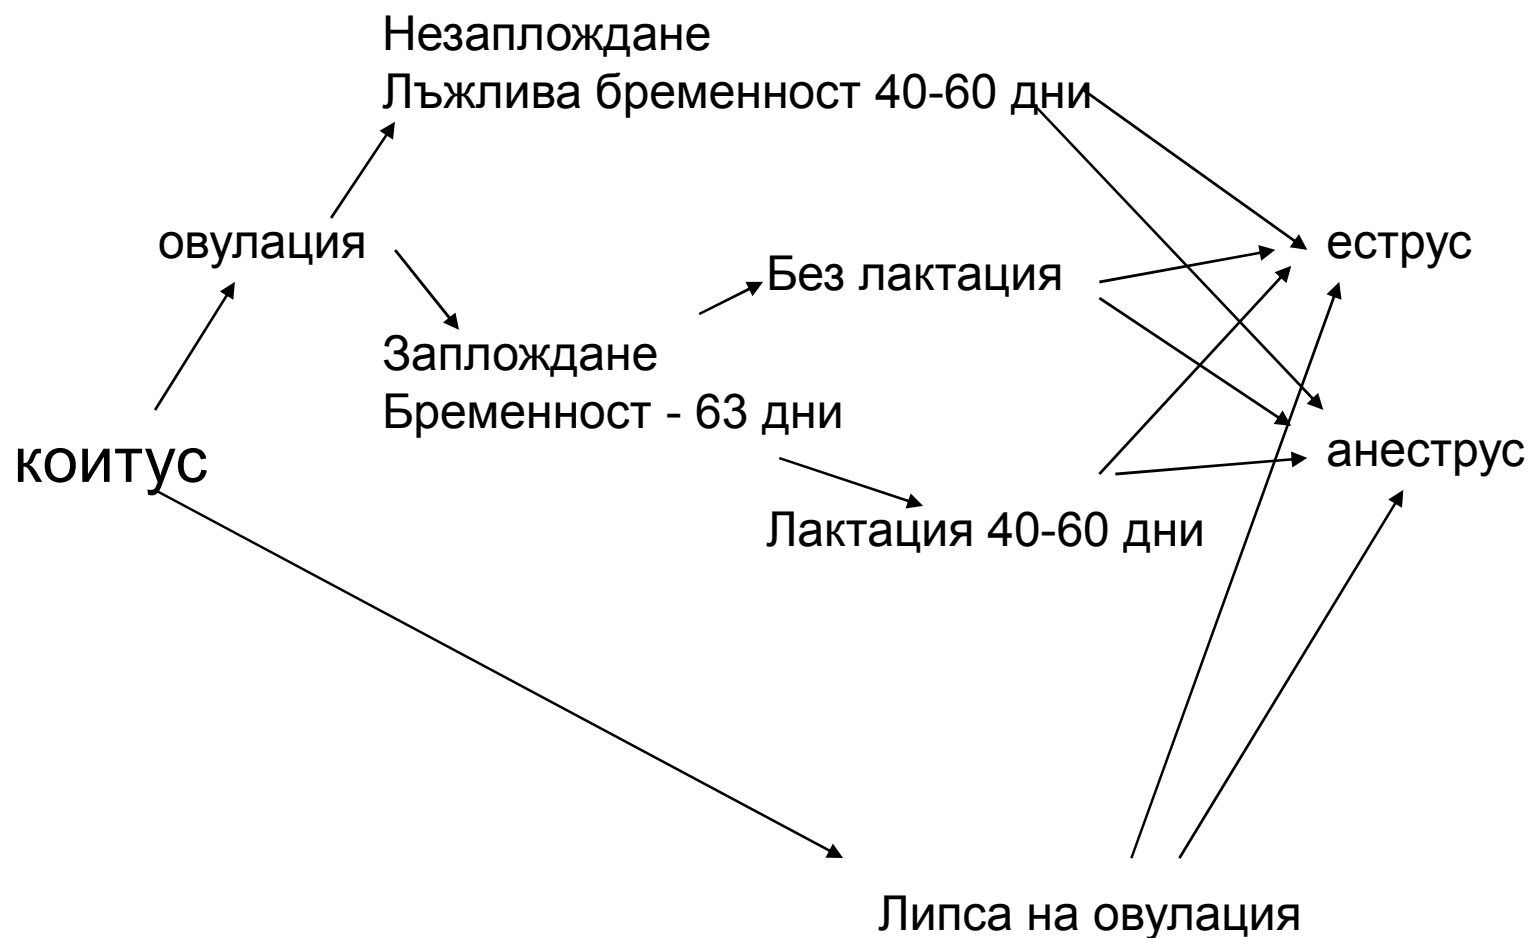 Незаплождане
Лъжлива бременност 40-60 дни
овулация
еструс
Без лактация
Заплождане
Бременност - 63 дни
коитус
анеструс
Лактация 40-60 дни
Липса на овулация